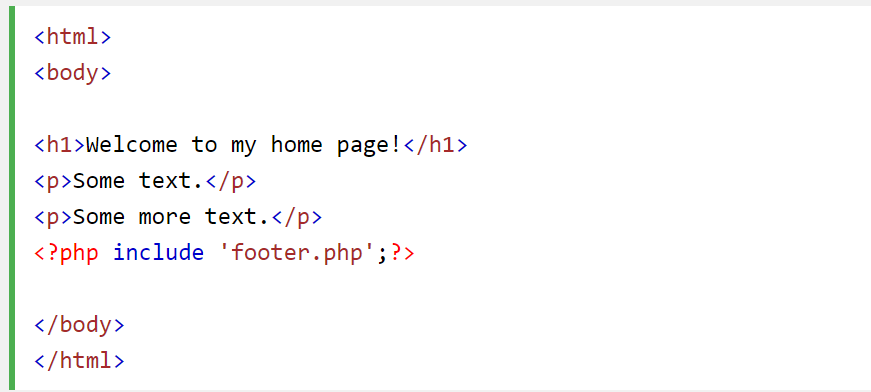 <html>
<body>
<h1>Welcome to my home page!</h1>
<p>Some text.</p>
<p>Some more text.</p>
<?php include 'footer.php';?>
</body>
</html>